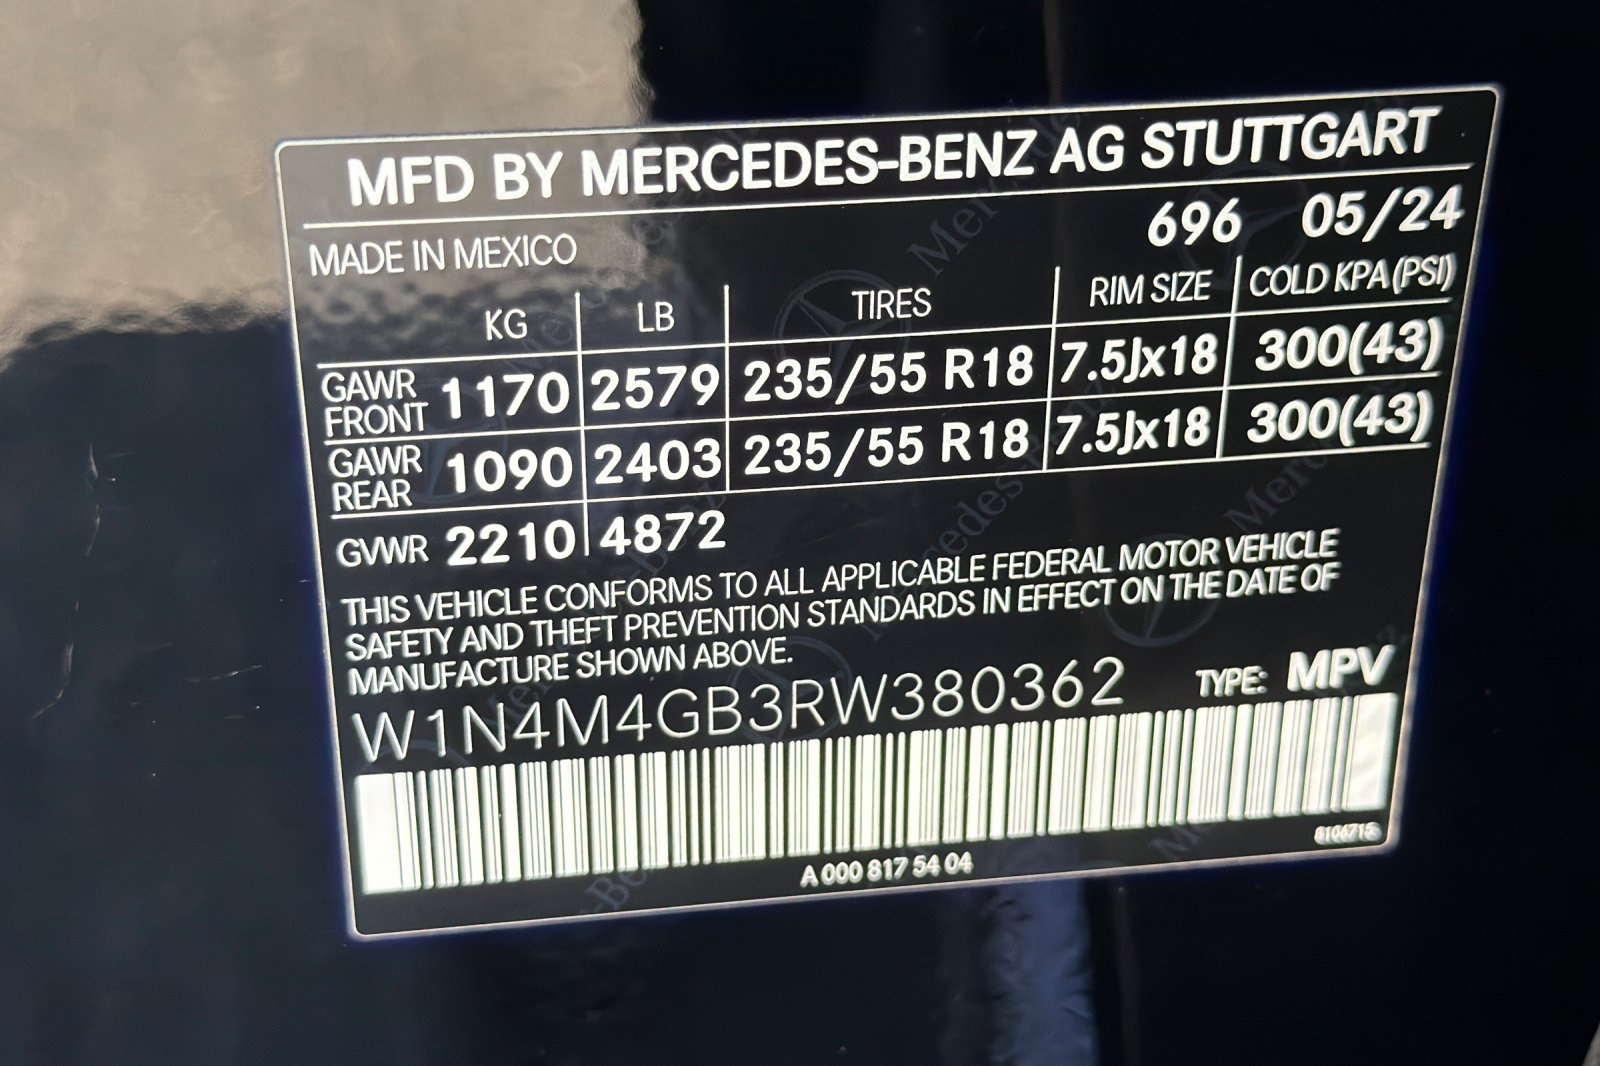 MFD BY MERCEDES-BENZ AG STUTTGART
696 05/24
MADE IN MEXICO
KG LB TIRES RIM SIZE COLD KPA(PSI)
GAWR FRONT 1170 2579 235/55 R18 7.5Jx18 300(43)
GAWR REAR 1090 2403 235/55 R18 7.5Jx18 300(43)
GVWR 2210 4872
THIS VEHICLE CONFORMS TO ALL APPLICABLE FEDERAL MOTOR VEHICLE
SAFETY AND THEFT PREVENTION STANDARDS IN EFFECT ON THE DATE OF
MANUFACTURE SHOWN ABOVE.
W1N4M4GB3RW380362 TYPE: MPV
A 000 817 54 04